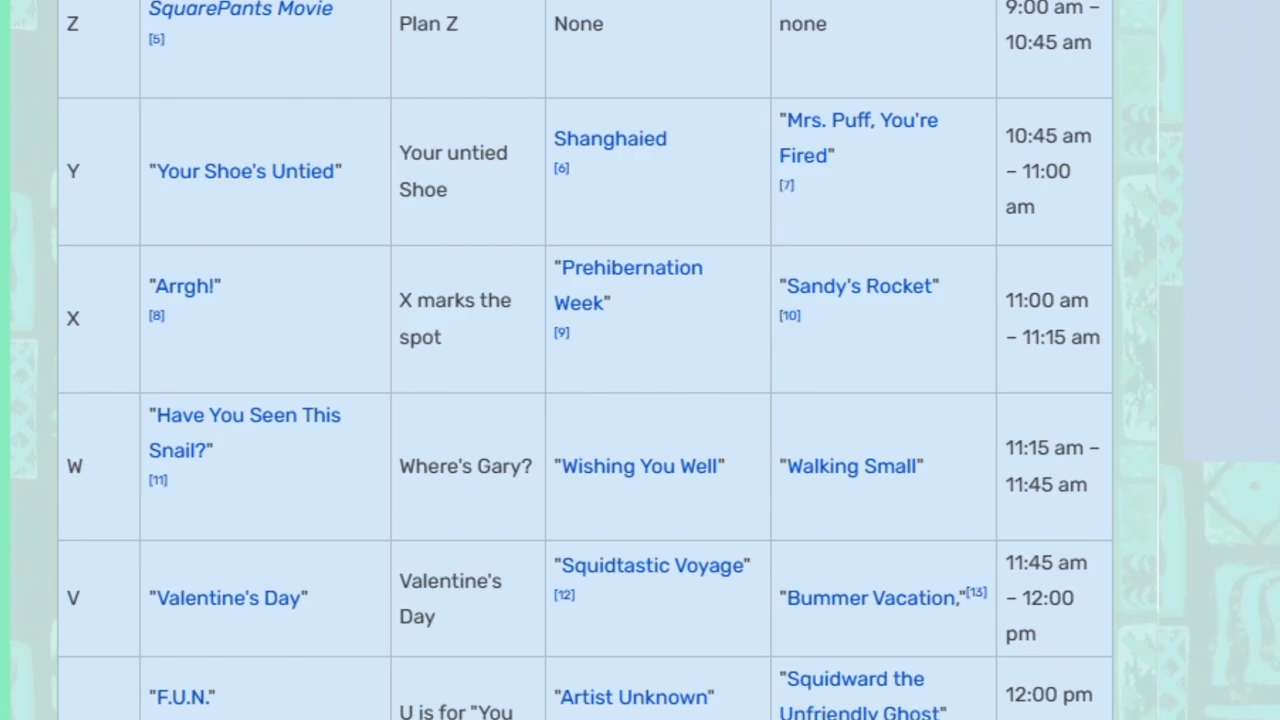 Z
SquarePants Movie
[5]
Plan Z
None
none
9:00 am –
10:45 am
Y
"Your Shoe's Untied"
Your untied
Shoe
Shanghaied
[6]
"Mrs. Puff, You're
Fired"
[7]
10:45 am
– 11:00
am
X
"Arrgh!"
[8]
X marks the
spot
"Prehibernation
Week"
[9]
"Sandy's Rocket"
[10]
11:00 am
– 11:15 am
W
"Have You Seen This
Snail?"
[11]
Where's Gary?
"Wishing You Well"
"Walking Small"
11:15 am –
11:45 am
V
"Valentine's Day"
Valentine's
Day
"Squidtastic Voyage"
[12]
"Bummer Vacation,"[13]
11:45 am
– 12:00
pm
"F.U.N."
U is for "You
"Artist Unknown"
"Squidward the
Unfriendly Ghost"
12:00 pm